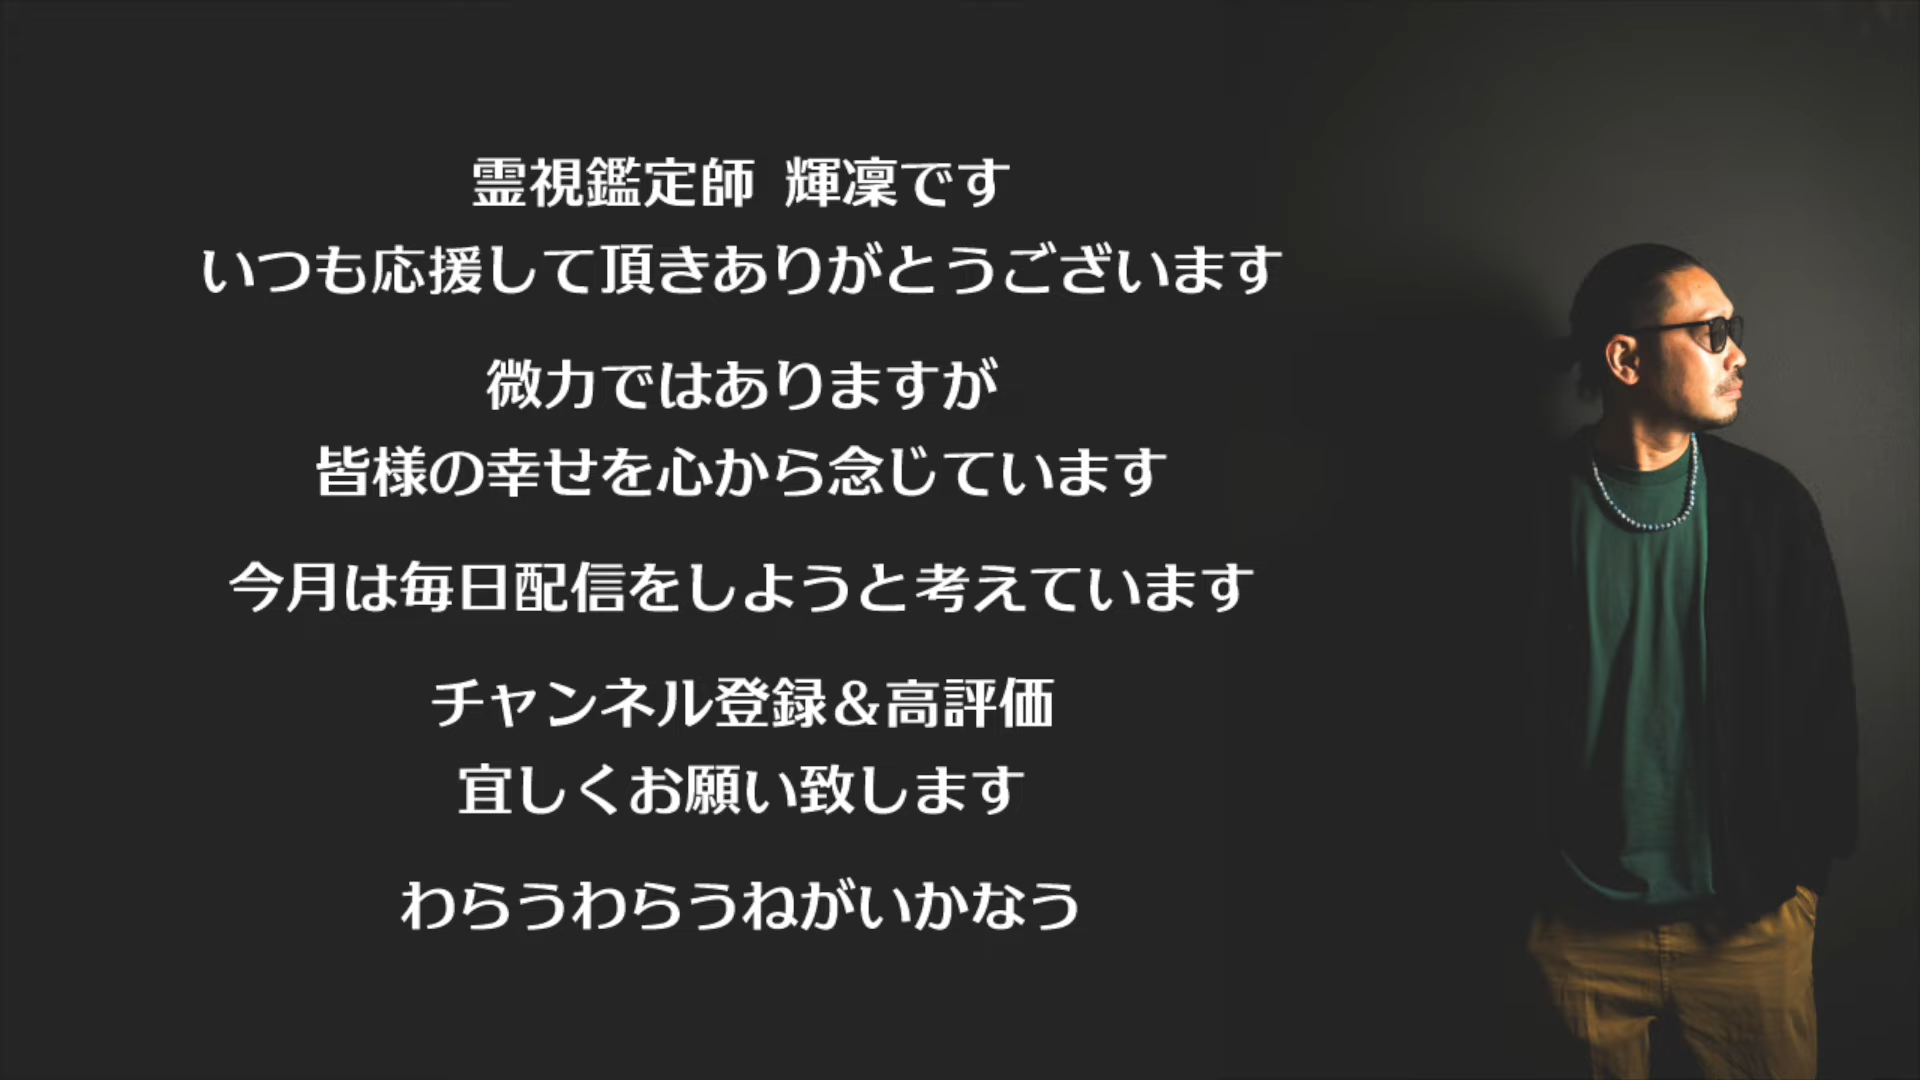 霊視鑑定師 輝凜です
いつも応援して頂きありがとうございます
微力ではありますが
皆様の幸せを心から念じています
今月は毎日配信をしようと考えています
チャンネル登録＆高評価
宜しくお願い致します
わらうわらうねがいかなう